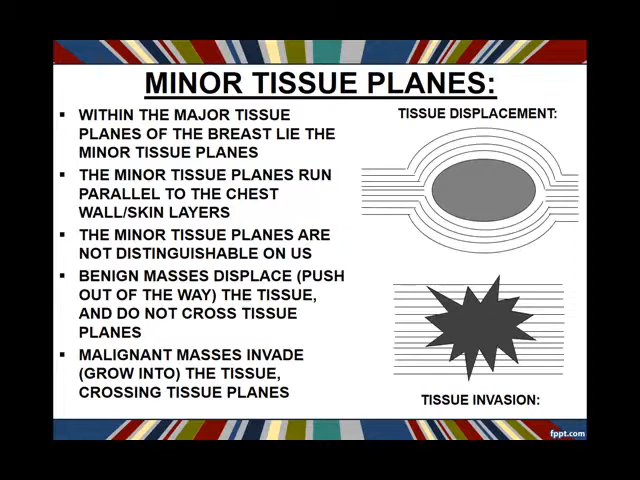 MINOR TISSUE PLANES:
▪ WITHIN THE MAJOR TISSUE
PLANES OF THE BREAST LIE THE
MINOR TISSUE PLANES
▪ THE MINOR TISSUE PLANES RUN
PARALLEL TO THE CHEST
WALL/SKIN LAYERS
▪ THE MINOR TISSUE PLANES ARE
NOT DISTINGUISHABLE ON US
▪ BENIGN MASSES DISPLACE (PUSH
OUT OF THE WAY) THE TISSUE,
AND DO NOT CROSS TISSUE
PLANES
▪ MALIGNANT MASSES INVADE
(GROW INTO) THE TISSUE,
CROSSING TISSUE PLANES
TISSUE DISPLACEMENT:
TISSUE INVASION:
fppt.com